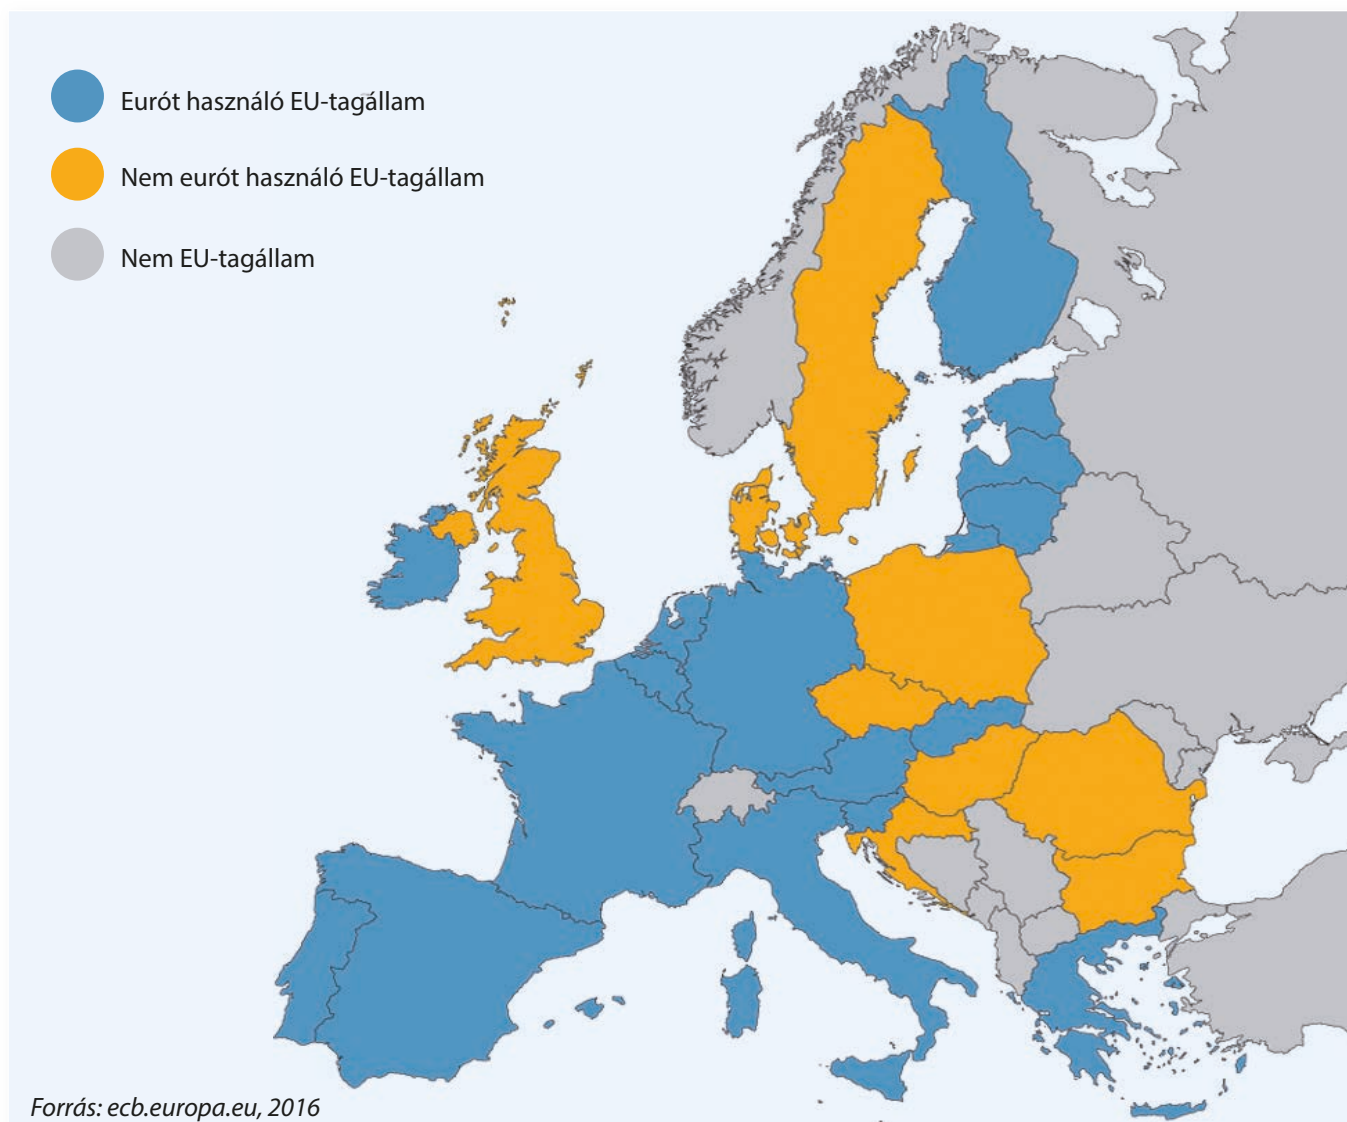 Eurót használó EU-tagállam
Nem eurót használó EU-tagállam
Nem EU-tagállam
Forrás: ecb.europa.eu, 2016